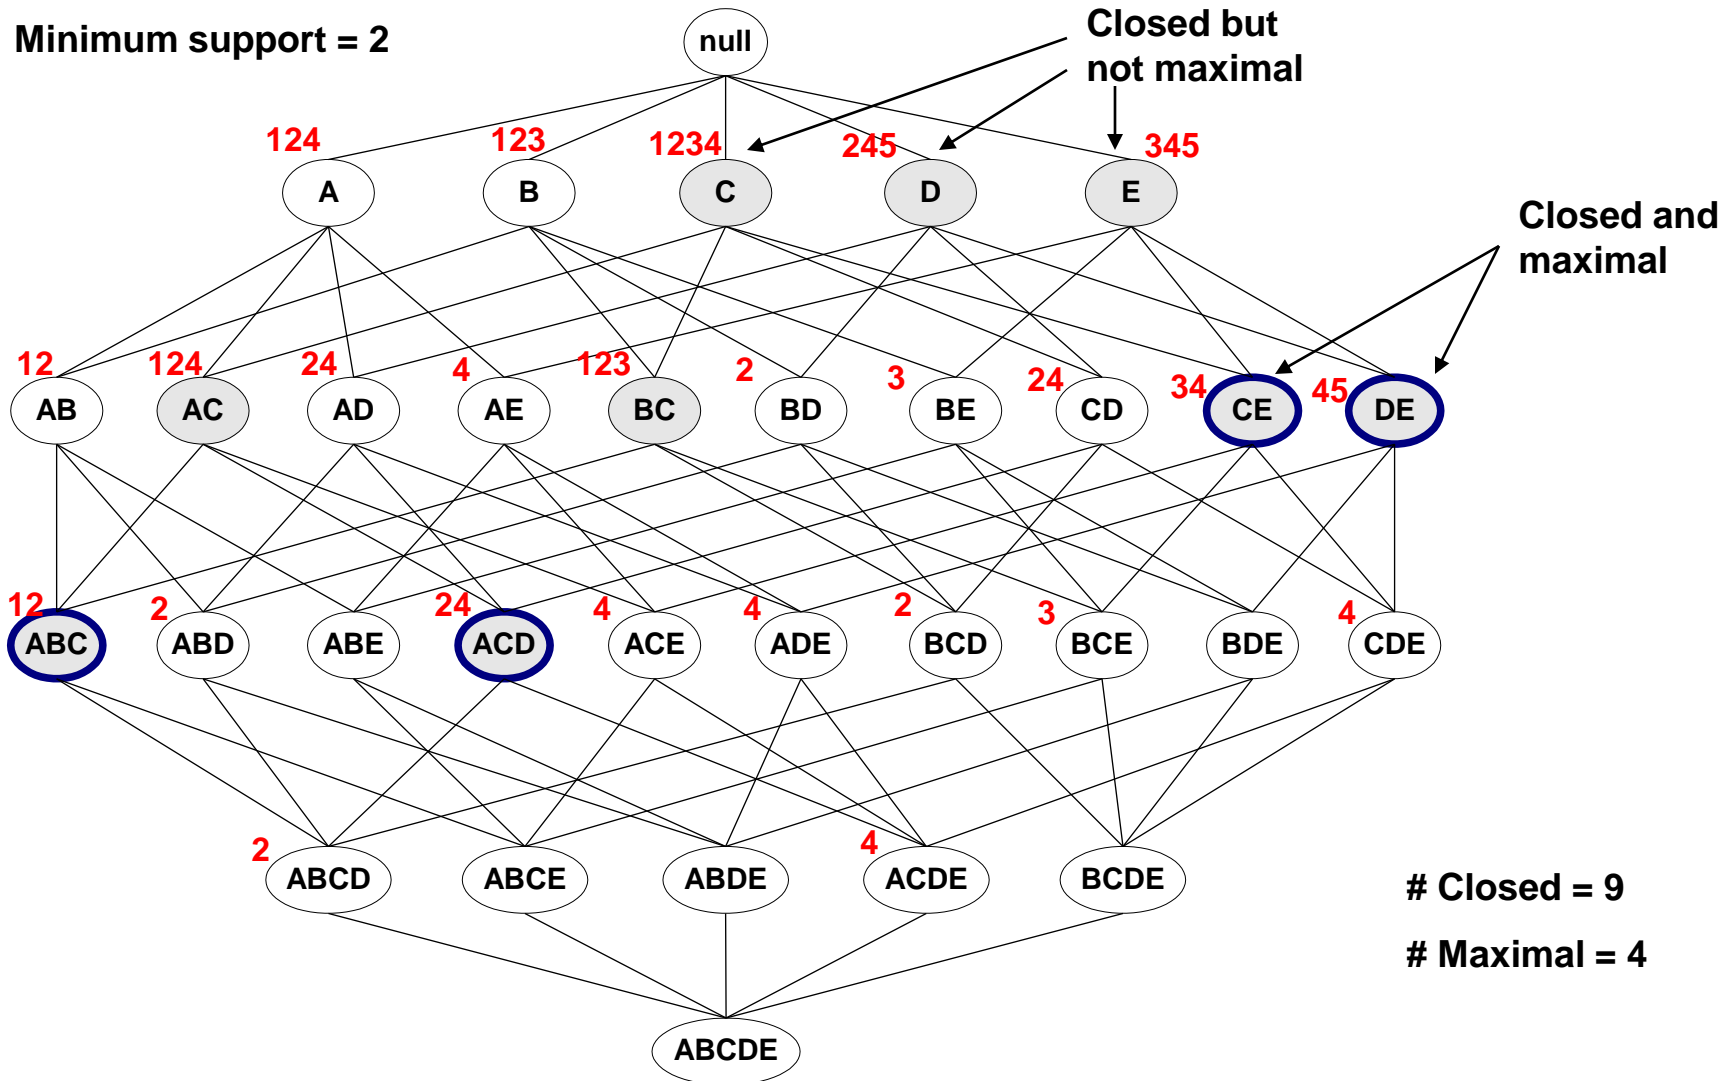 Minimum support = 2
null
Closed but
not maximal
124
123
1234
245
345
A
B
C
D
E
Closed and
maximal
12
124
24
4
123
2
3
24
34
45
AB
AC
AD
AE
BC
BD
BE
CD
CE
DE
12
2
24
4
4
2
3
4
ABC
ABD
ABE
ACD
ACE
ADE
BCD
BCE
BDE
CDE
2
4
ABCD
ABCE
ABDE
ACDE
BCDE
# Closed = 9
# Maximal = 4
ABCDE